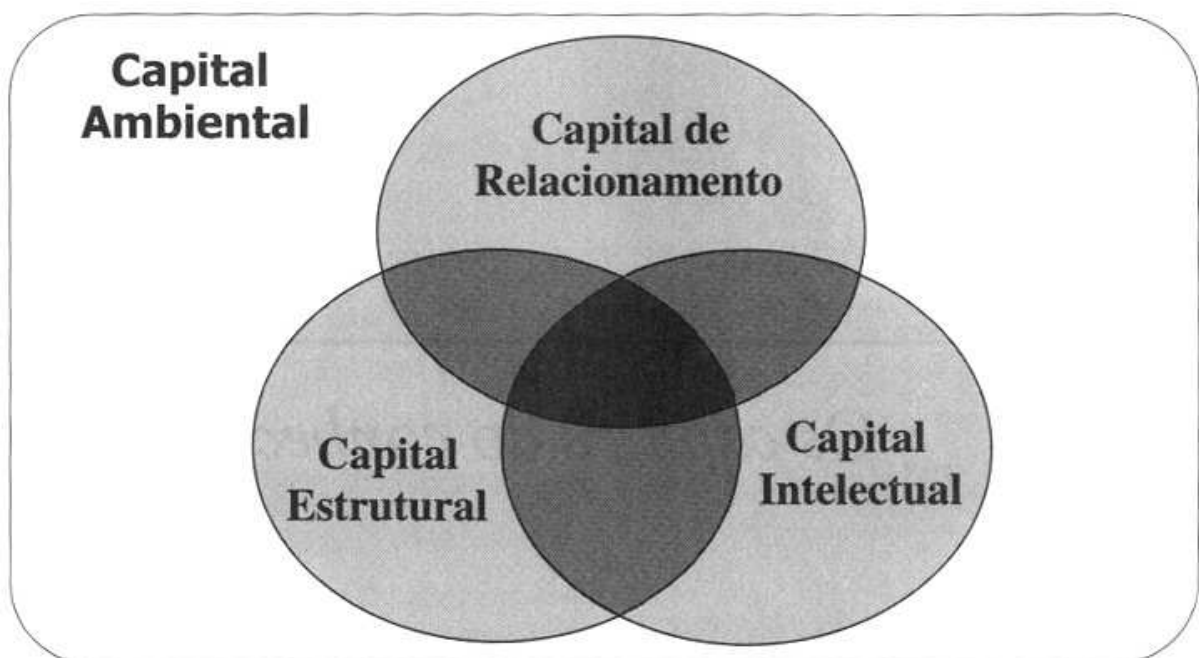 Capital
Ambiental
Capital de
Relacionamento
Capital
Estrutural
Capital
Intelectual